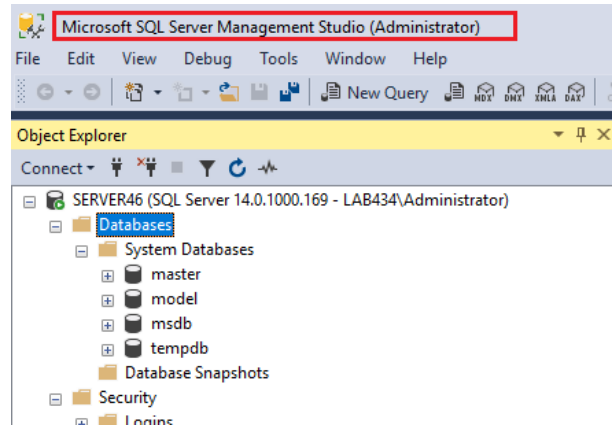 Microsoft SQL Server Management Studio (Administrator)
File Edit View Debug Tools Window Help
New Query MDX DMX XMLA DAX
Object Explorer
Connect
SERVER46 (SQL Server 14.0.1000.169 - LAB434\Administrator)
Databases
System Databases
master
model
msdb
tempdb
Database Snapshots
Security
Logins